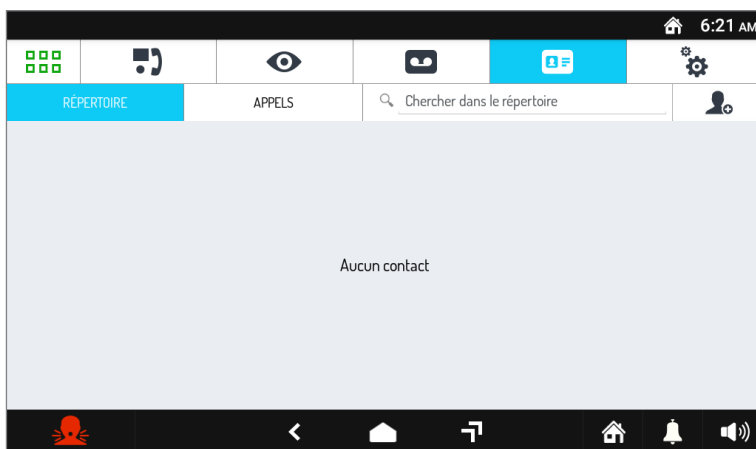 6:21 AM
RÉPERTOIRE
APPELS
Chercher dans le répertoire
Aucun contact